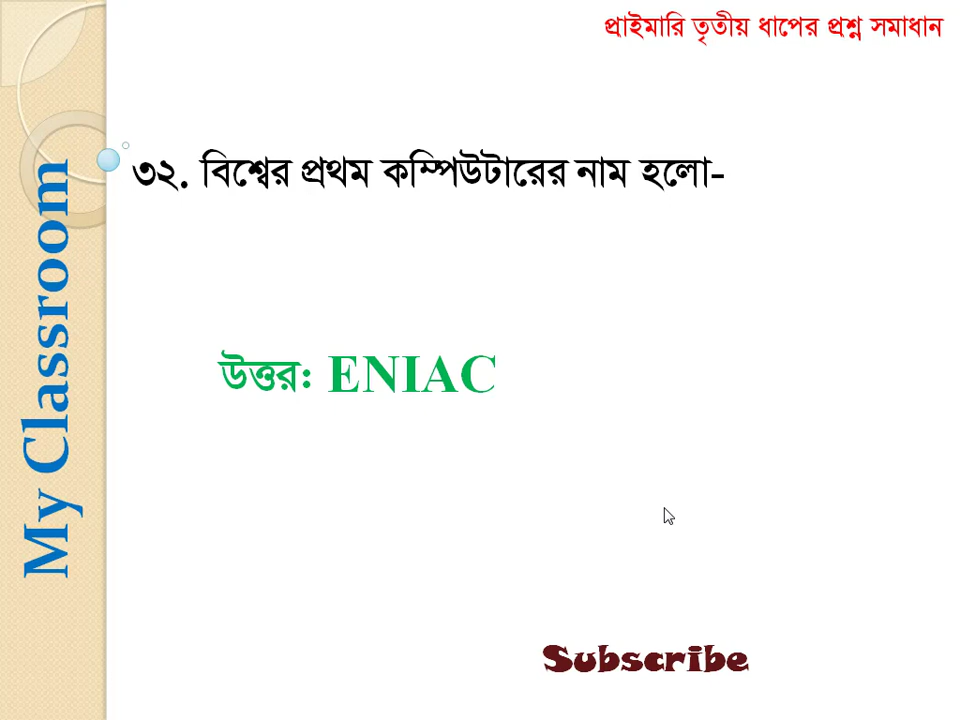 প্রাইমারি তৃতীয় ধাপের প্রশ্ন সমাধান
My Classroom
৩২. বিশ্বের প্রথম কম্পিউটারের নাম হলো-
উত্তর: ENIAC
Subscribe